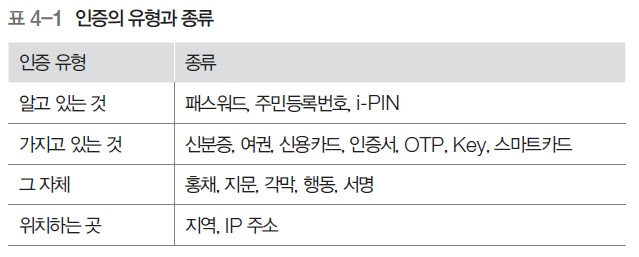 표 4-1 인증의 유형과 종류
인증 유형 종류
알고 있는 것 패스워드, 주민등록번호, i-PIN
가지고 있는 것 신분증, 여권, 신용카드, 인증서, OTP, Key, 스마트카드
그 자체 홍채, 지문, 각막, 행동, 서명
위치하는 곳 지역, IP 주소